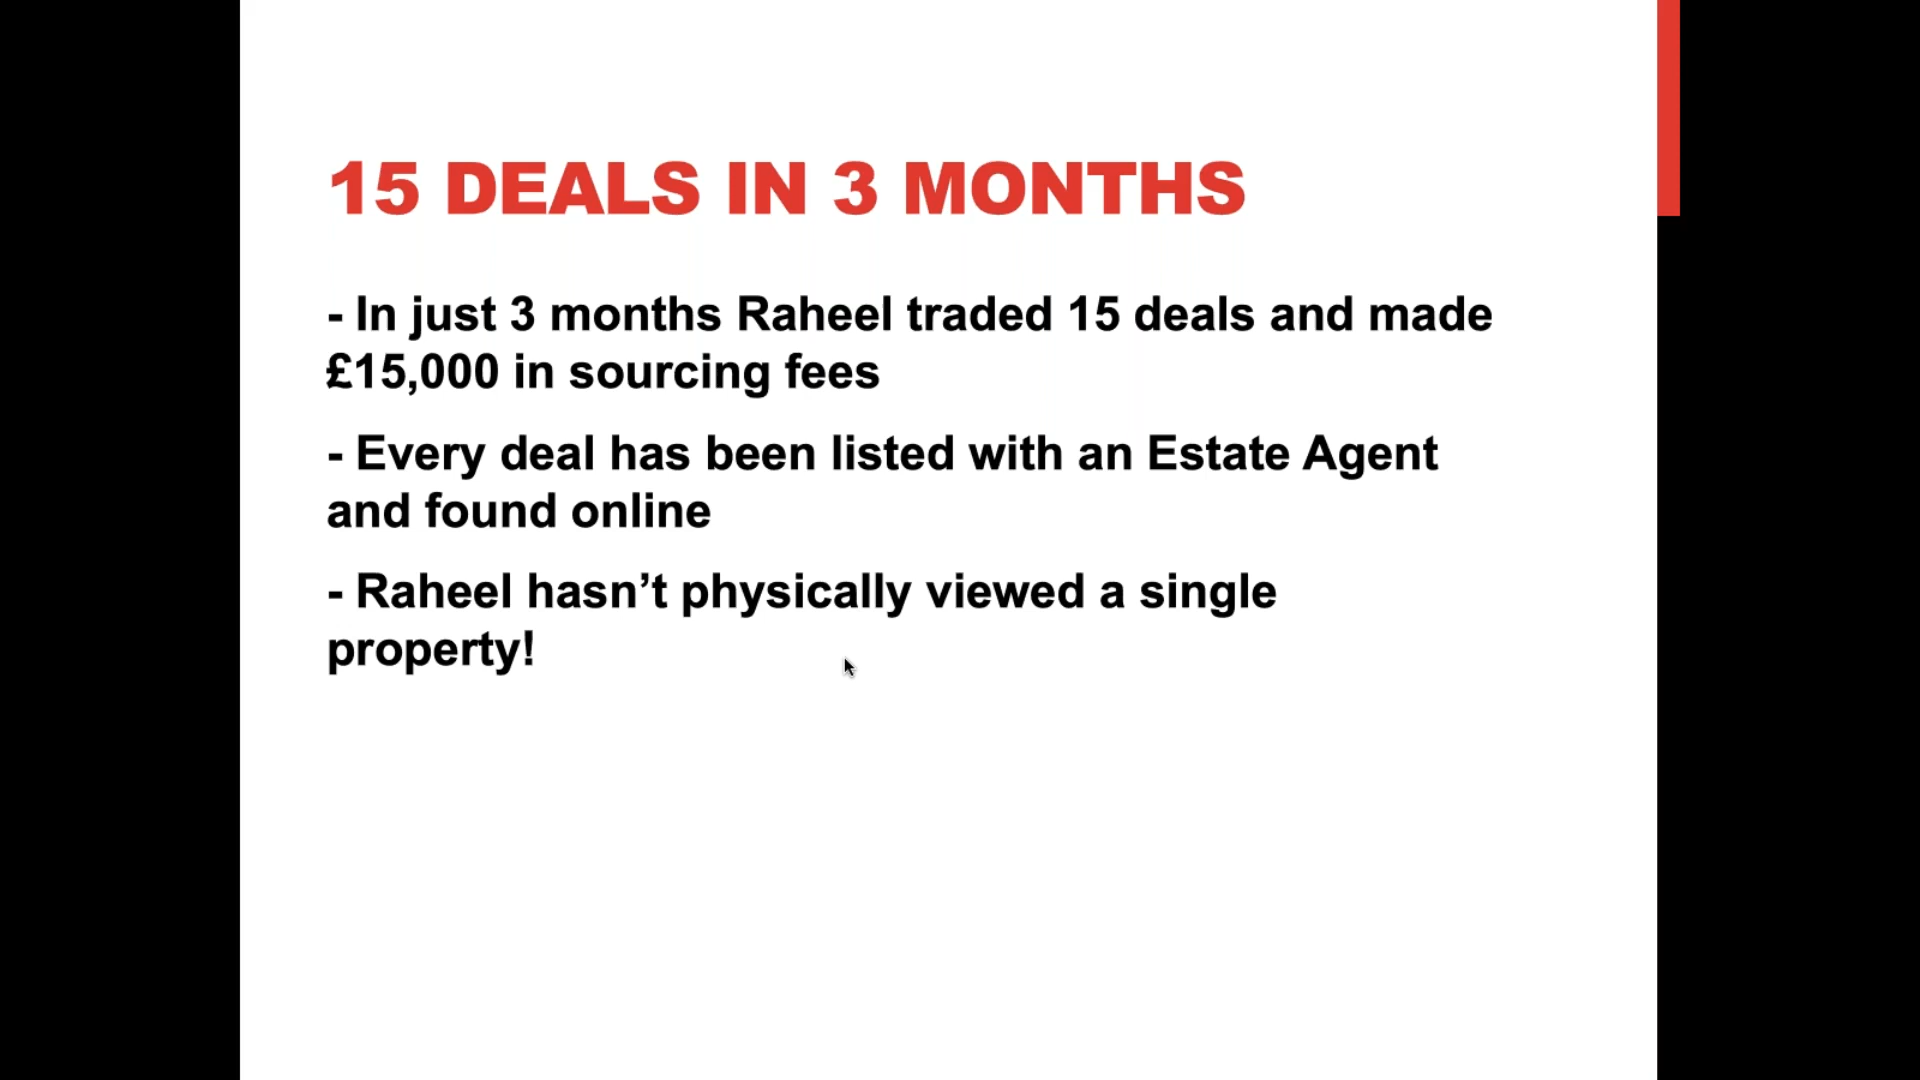 15 DEALS IN 3 MONTHS
- In just 3 months Raheel traded 15 deals and made
£15,000 in sourcing fees
- Every deal has been listed with an Estate Agent
and found online
- Raheel hasn’t physically viewed a single
property!